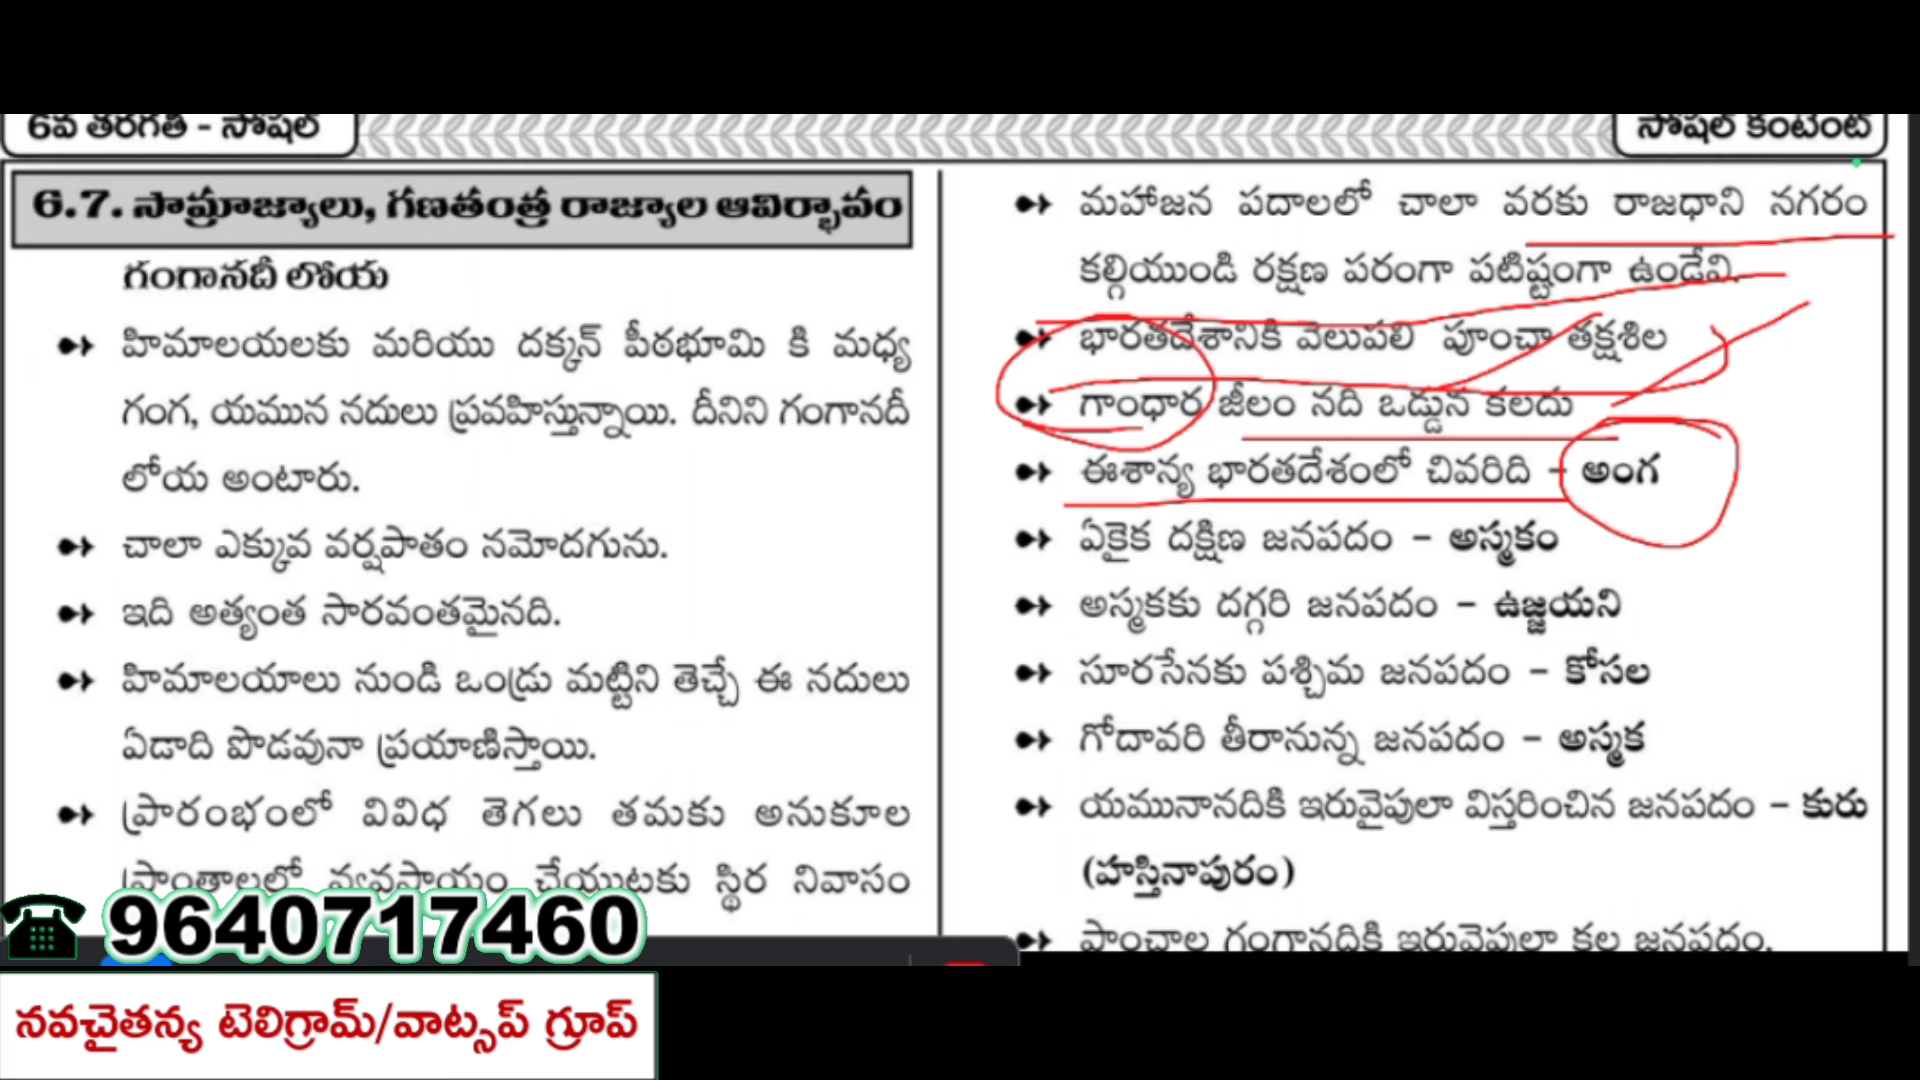 6వ తరగతి - సోషల్
సోషల్ కంటెంట్
6.7. సామ్రాజ్యాలు, గణతంత్ర రాజ్యాల ఆవిర్భావం
గంగానదీ లోయ
హిమాలయలకు మరియు దక్కన్ పీఠభూమి కి మధ్య
గంగ, యమున నదులు ప్రవహిస్తున్నాయి. దీనిని గంగానదీ
లోయ అంటారు.
చాలా ఎక్కువ వర్షపాతం నమోదగును.
ఇది అత్యంత సారవంతమైనది.
హిమాలయాలు నుండి ఒండ్రు మట్టిని తెచ్చే ఈ నదులు
ఏడాది పొడవునా ప్రయాణిస్తాయి.
ప్రారంభంలో వివిధ తెగలు తమకు అనుకూల
ప్రాంతాలలో వ్యవసాయం చేయుటకు స్థిర నివాసం
మహాజన పదాలలో చాలా వరకు రాజధాని నగరం
కల్గియుండి రక్షణ పరంగా పటిష్టంగా ఉండేవి.
భారతదేశానికి వెలుపలి పూంచా తక్షశిల
గాంధార జీలం నది ఒడ్డున కలదు
ఈశాన్య భారతదేశంలో చివరిది - అంగ
ఏకైక దక్షిణ జనపదం - అస్మకం
అస్మకకు దగ్గరి జనపదం - ఉజ్జయని
సూరసేనకు పశ్చిమ జనపదం - కోసల
గోదావరి తీరానున్న జనపదం - అస్మక
యమునానదికి ఇరువైపులా విస్తరించిన జనపదం - కురు
(హస్తినాపురం)
పాంచాల గంగానదికి ఇరువైపులా కల జనపదం.
9640717460
నవచైతన్య టెలిగ్రామ్/వాట్సప్ గ్రూప్